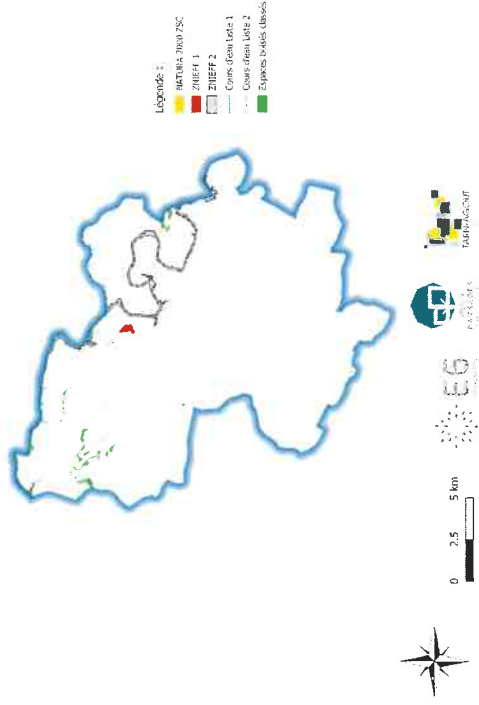 Légende :
NATURA 2000 ZSC
ZNIEFF 1
ZNIEFF 2
Cours d'eau Liste 1
Cours d'eau Liste 2
Espaces boisés classés
TARN-AGOUT
PAYSAGES
0 2.5 5 km